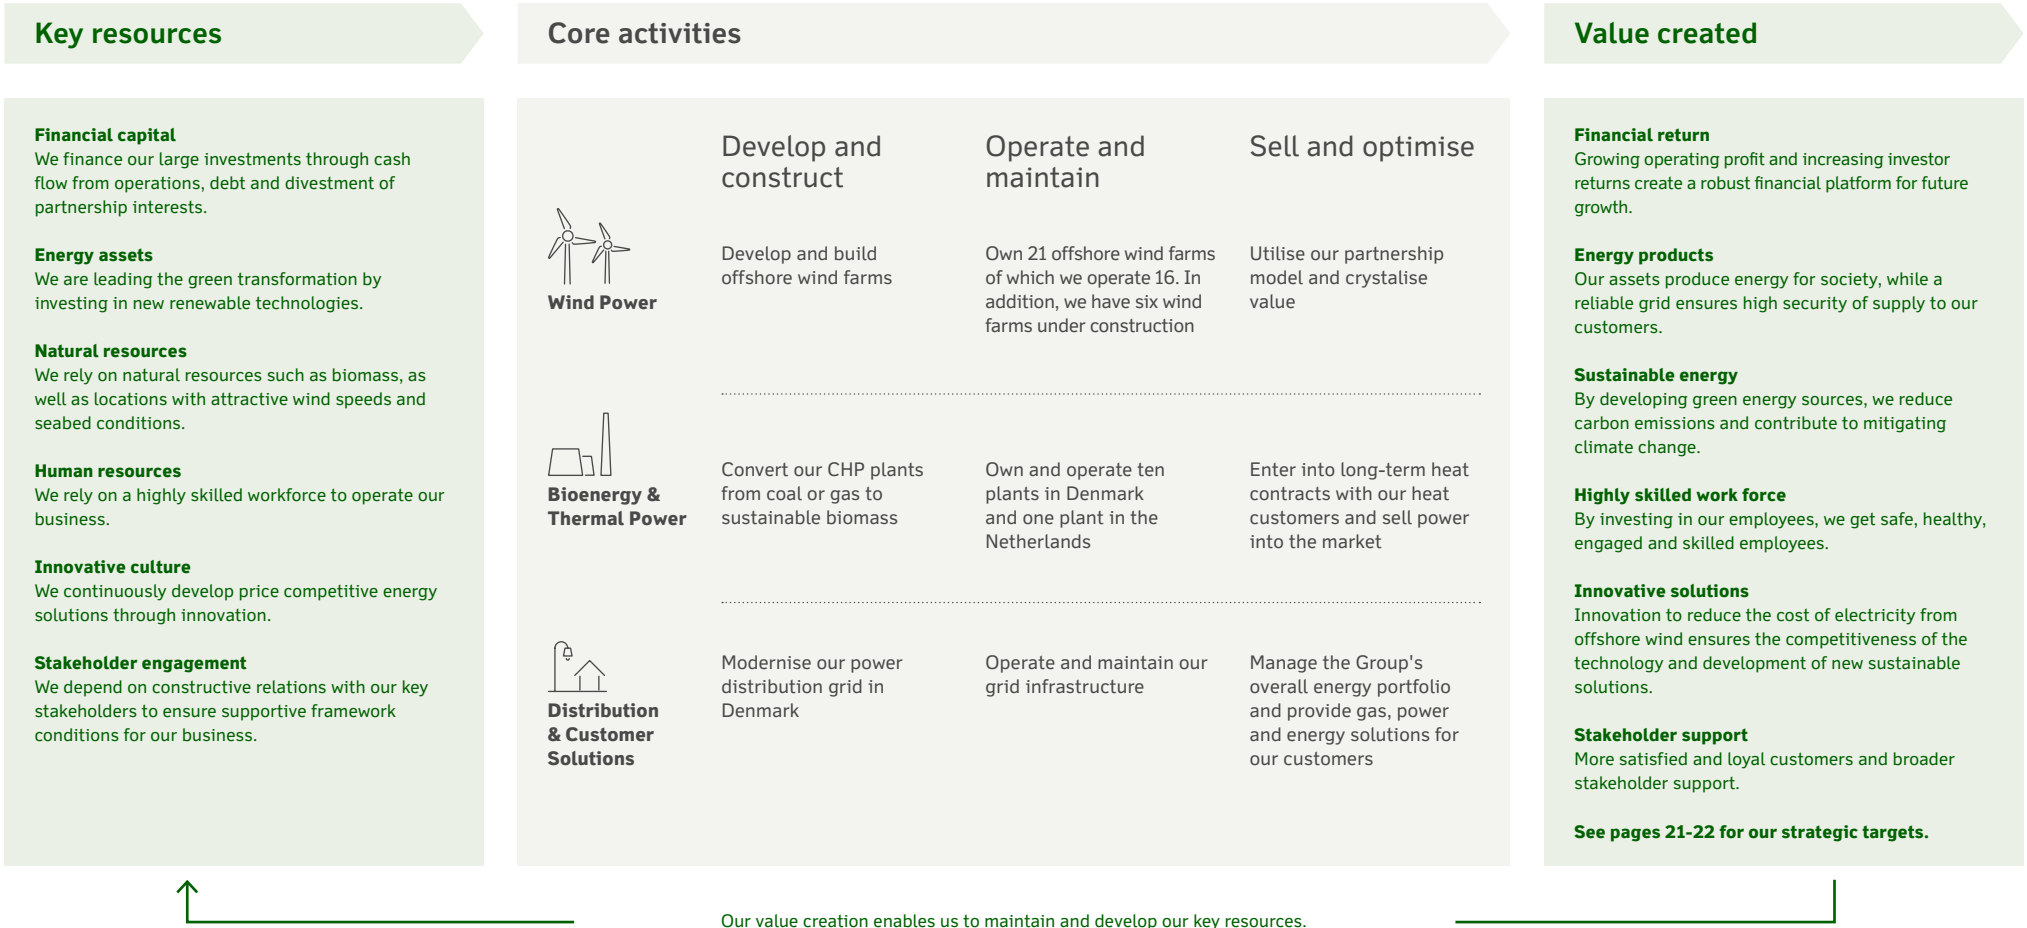 Key resources
Core activities
Value created
Financial capital
We finance our large investments through cash
flow from operations, debt and divestment of
partnership interests.
Energy assets
We are leading the green transformation by
investing in new renewable technologies.
Natural resources
We rely on natural resources such as biomass, as
well as locations with attractive wind speeds and
seabed conditions.
Human resources
We rely on a highly skilled workforce to operate our
business.
Innovative culture
We continuously develop price competitive energy
solutions through innovation.
Stakeholder engagement
We depend on constructive relations with our key
stakeholders to ensure supportive framework
conditions for our business.
Develop and
construct
Operate and
maintain
Sell and optimise
Wind Power
Develop and build
offshore wind farms
Own 21 offshore wind farms
of which we operate 16. In
addition, we have six wind
farms under construction
Utilise our partnership
model and crystalise
value
Bioenergy &
Thermal Power
Convert our CHP plants
from coal or gas to
sustainable biomass
Own and operate ten
plants in Denmark
and one plant in the
Netherlands
Enter into long-term heat
contracts with our heat
customers and sell power
into the market
Distribution
& Customer
Solutions
Modernise our power
distribution grid in
Denmark
Operate and maintain our
grid infrastructure
Manage the Group's
overall energy portfolio
and provide gas, power
and energy solutions for
our customers
Financial return
Growing operating profit and increasing investor
returns create a robust financial platform for future
growth.
Energy products
Our assets produce energy for society, while a
reliable grid ensures high security of supply to our
customers.
Sustainable energy
By developing green energy sources, we reduce
carbon emissions and contribute to mitigating
climate change.
Highly skilled work force
By investing in our employees, we get safe, healthy,
engaged and skilled employees.
Innovative solutions
Innovation to reduce the cost of electricity from
offshore wind ensures the competitiveness of the
technology and development of new sustainable
solutions.
Stakeholder support
More satisfied and loyal customers and broader
stakeholder support.
See pages 21-22 for our strategic targets.
Our value creation enables us to maintain and develop our key resources.